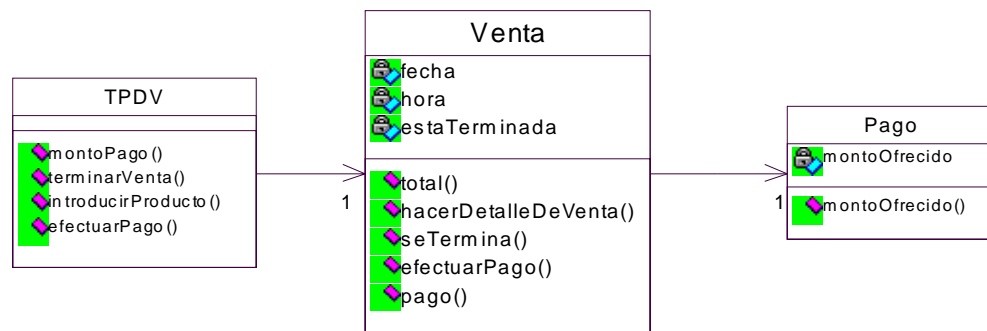 TPDV
montoPago()
terminarVenta()
introducirProducto()
efectuarPago()
1
Venta
fecha
hora
estaTerminada
total()
hacerDetalleDeVenta()
seTermina()
efectuarPago()
pago()
1
Pago
montoOfrecido
montoOfrecido()